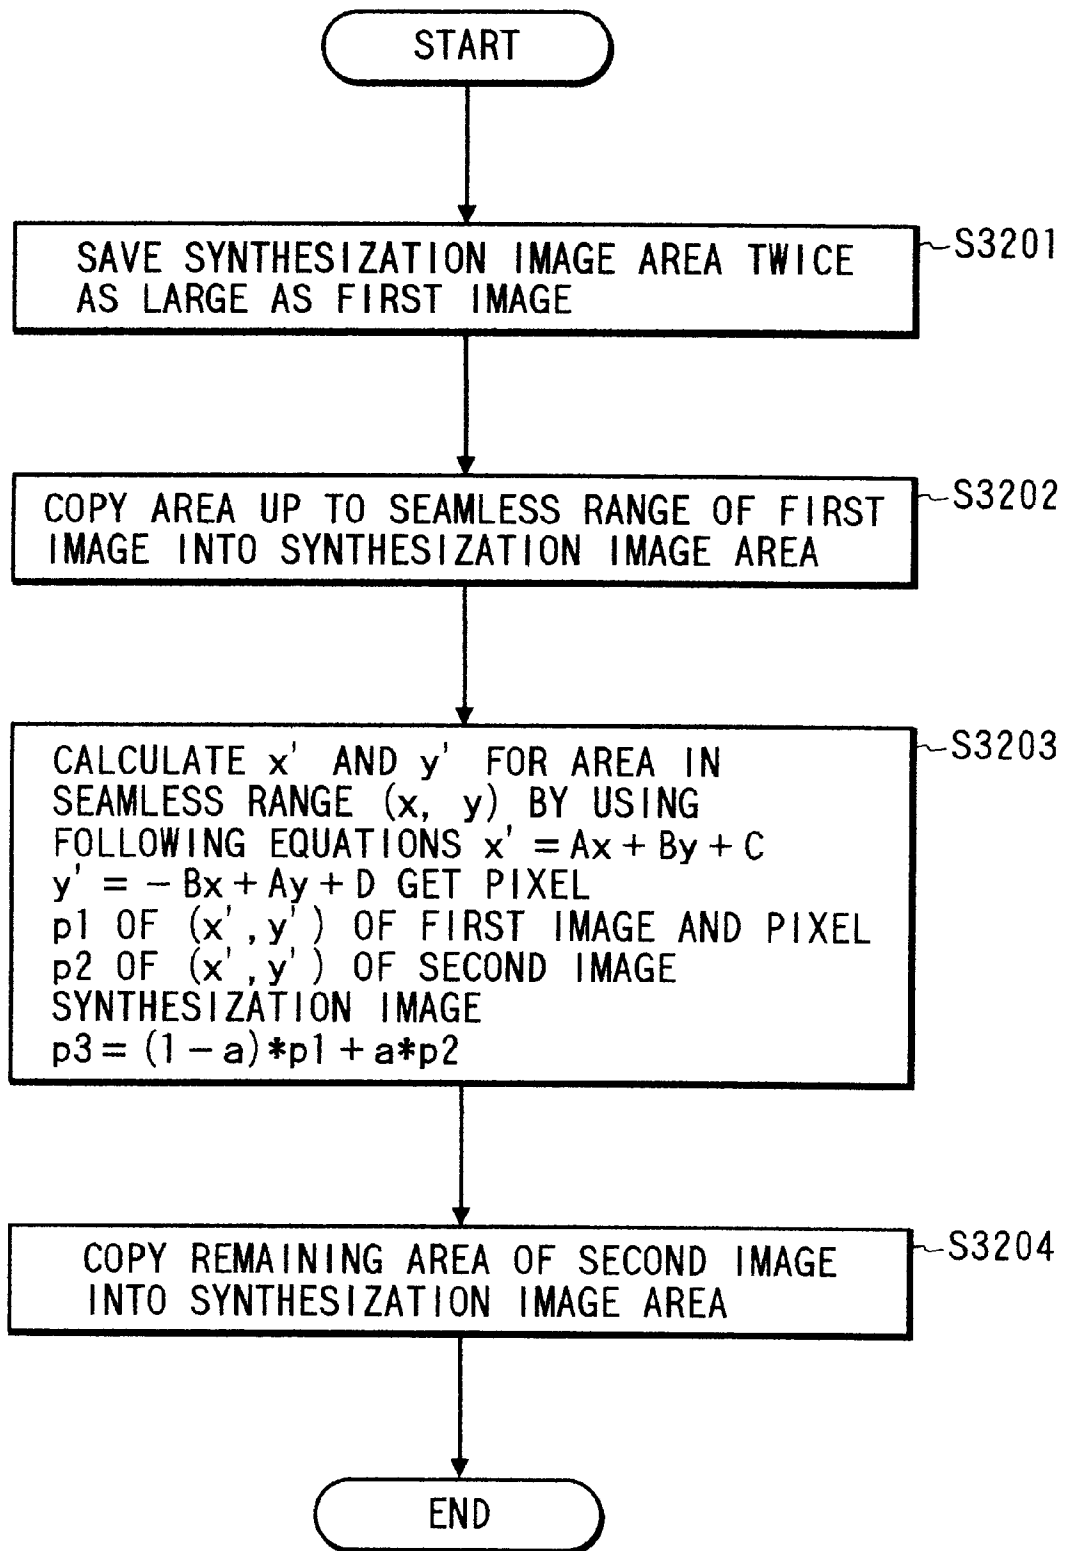 START
SAVE SYNTHESIZATION IMAGE AREA TWICE
AS LARGE AS FIRST IMAGE
S3201
COPY AREA UP TO SEAMLESS RANGE OF FIRST
IMAGE INTO SYNTHESIZATION IMAGE AREA
S3202
CALCULATE x' AND y' FOR AREA IN
SEAMLESS RANGE (x, y) BY USING
FOLLOWING EQUATIONS x' = Ax + By + C
y' = - Bx + Ay + D GET PIXEL
p1 OF (x', y') OF FIRST IMAGE AND PIXEL
p2 OF (x', y') OF SECOND IMAGE
SYNTHESIZATION IMAGE
p3 = (1 - a)*p1 + a*p2
S3203
COPY REMAINING AREA OF SECOND IMAGE
INTO SYNTHESIZATION IMAGE AREA
S3204
END